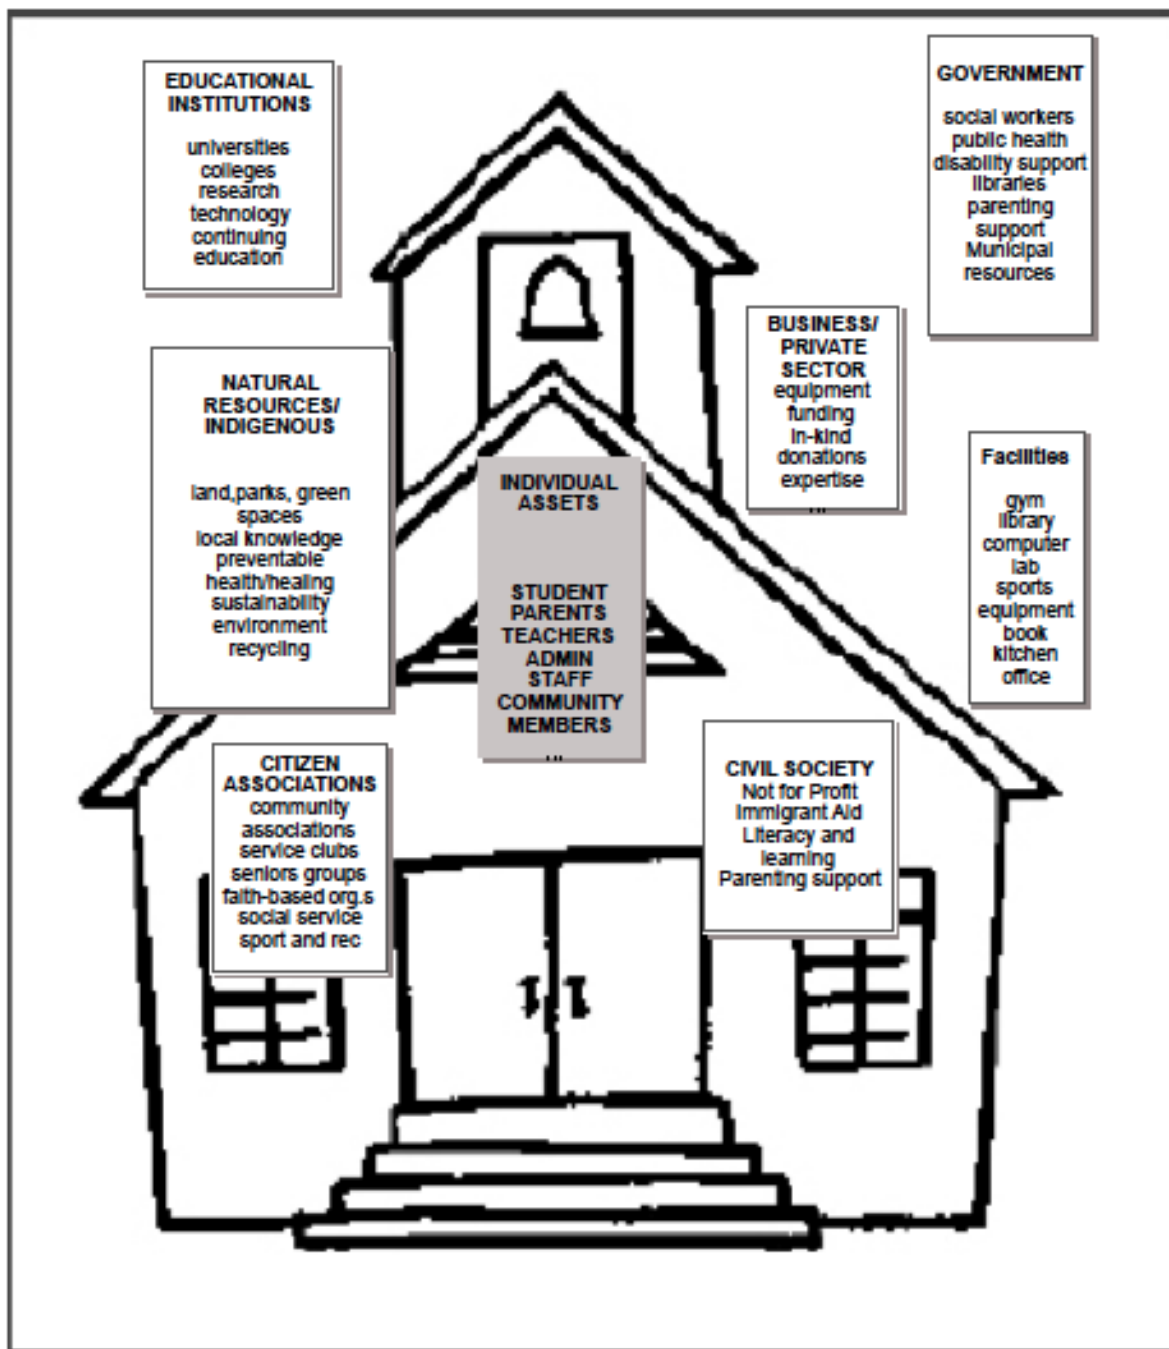 EDUCATIONAL
INSTITUTIONS
universities
colleges
research
technology
continuing
education
GOVERNMENT
social workers
public health
disability support
libraries
parenting
support
Municipal
resources
BUSINESS/
PRIVATE
SECTOR
equipment
funding
in-kind
donations
expertise
...
NATURAL
RESOURCES/
INDIGENOUS
land,parks, green
spaces
local knowledge
preventable
health/healing
sustainability
environment
recycling
INDIVIDUAL
ASSETS
STUDENT
PARENTS
TEACHERS
ADMIN
STAFF
COMMUNITY
MEMBERS
...
Facilities
gym
library
computer
lab
sports
equipment
book
kitchen
office
CITIZEN
ASSOCIATIONS
community
associations
service clubs
seniors groups
faith-based org.s
social service
sport and rec
CIVIL SOCIETY
Not for Profit
Immigrant Aid
Literacy and
learning
Parenting support